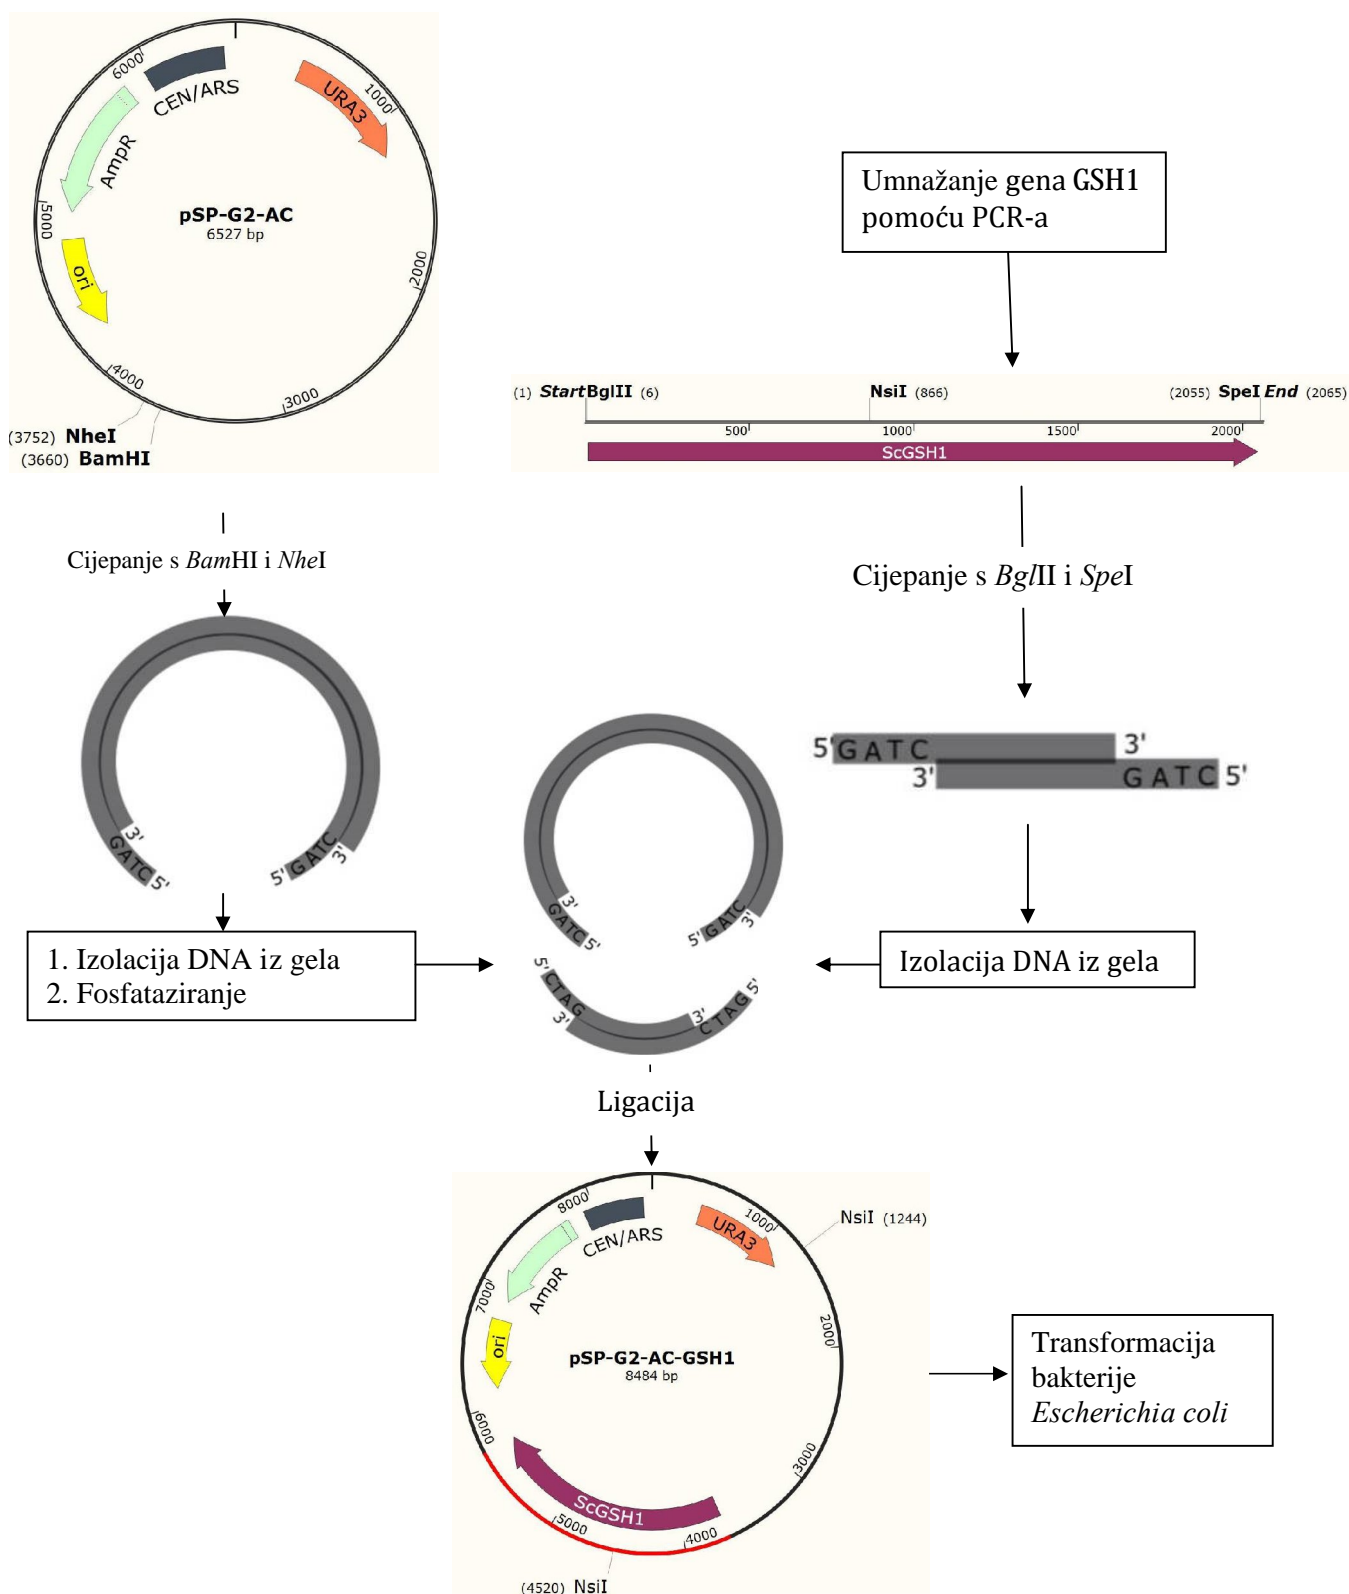 6000
CEN/ARS
URA3
1000
AmpR
5000
pSP-G2-AC
6527 bp
ori
2000
4000
3000
(3752) NheI
(3660) BamHI
Umnažanje gena GSH1
pomoću PCR-a
(1) Start BglII (6)
NsiI (866)
(2055) SpeI End (2065)
500
1000
1500
2000
ScGSH1
Cijepanje s BamHI i NheI
Cijepanje s BglII i SpeI
5' GATC 3'
3' GATC 5'
3'
GATC 5'
5' GATC
3'
3'
GATC 5'
5' GATC
3'
1. Izolacija DNA iz gela
2. Fosfataziranje
Izolacija DNA iz gela
5'
CTAG
3'
3'
CTAG 5'
Ligacija
8000
CEN/ARS
URA3
1000
NsiI (1244)
AmpR
7000
ori
pSP-G2-AC-GSH1
8484 bp
2000
6000
3000
ScGSH1
5000
4000
(4520) NsiI
Transformacija
bakterije
Escherichia coli